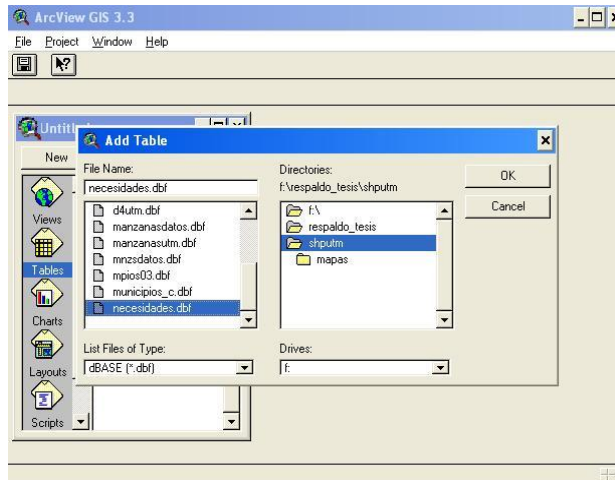 ArcView GIS 3.3
File Project Window Help
Add Table
New
Views
Tables
Charts
Layouts
Scripts
File Name:
necesidades.dbf
d4utm.dbf
manzanasdatos.dbf
manzanasutm.dbf
mnzsdatos.dbf
mpios03.dbf
municipios_c.dbf
necesidades.dbf
List Files of Type:
dBASE (*.dbf)
Directories:
f:\respaldo_tesis\shputm
f:\
respaldo_tesis
shputm
mapas
Drives:
f:
OK
Cancel